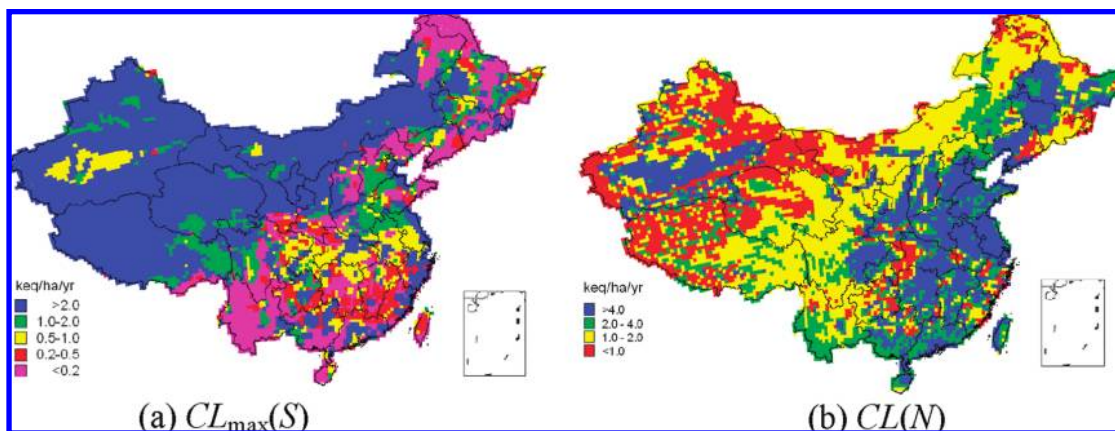 keq/ha/yr
>2.0
1.0-2.0
0.5-1.0
0.2-0.5
<0.2
(a) CLmax(S)
keq/ha/yr
>4.0
2.0 - 4.0
1.0 - 2.0
<1.0
(b) CL(N)